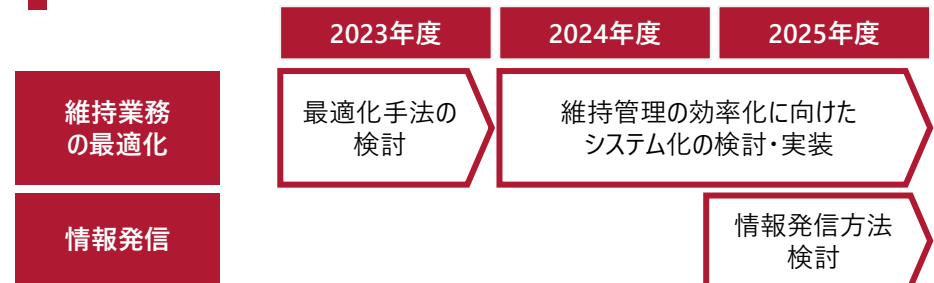 2023年度
2024年度
2025年度
維持業務
の最適化
最適化手法の
検討
維持管理の効率化に向けた
システム化の検討・実装
情報発信
情報発信方法
検討